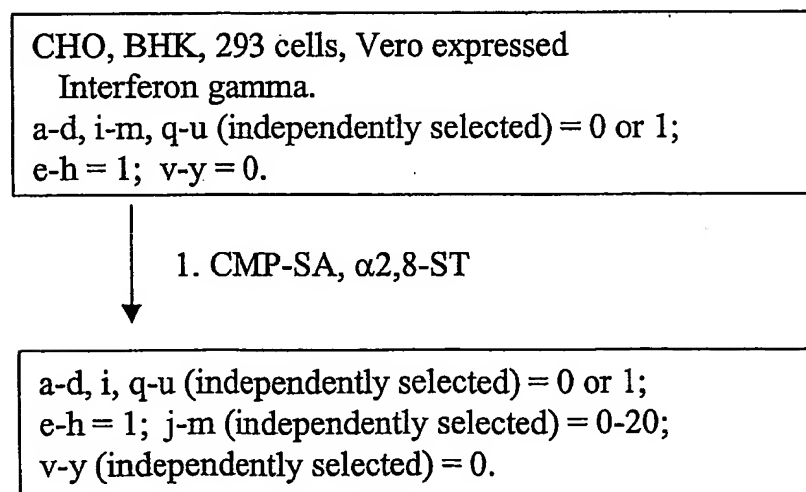 CHO, BHK, 293 cells, Vero expressed
Interferon gamma.
a-d, i-m, q-u (independently selected) = 0 or 1;
e-h = 1; v-y = 0.
1. CMP-SA, α2,8-ST
a-d, i, q-u (independently selected) = 0 or 1;
e-h = 1; j-m (independently selected) = 0-20;
v-y (independently selected) = 0.